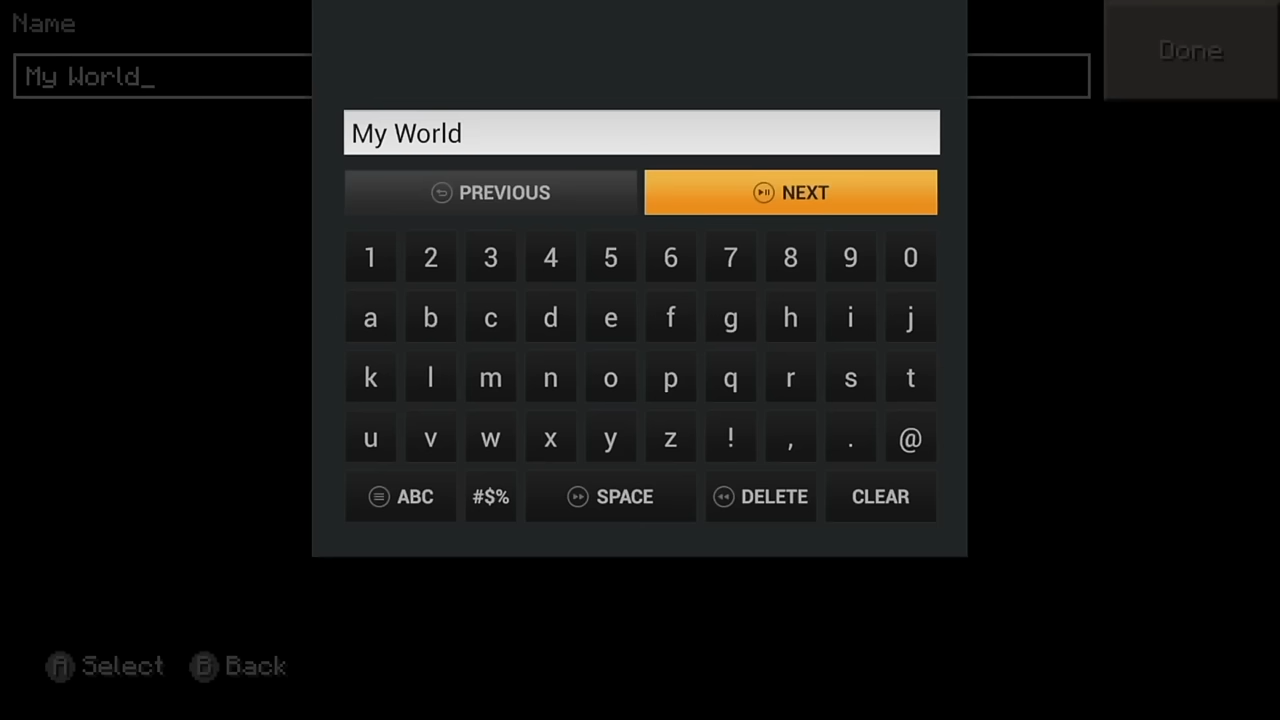 Name
My World_
Done
My World
PREVIOUS NEXT
1 2 3 4 5 6 7 8 9 0
a b c d e f g h i j
k l m n o p q r s t
u v w x y z ! , . @
ABC #$% SPACE DELETE CLEAR
A Select B Back